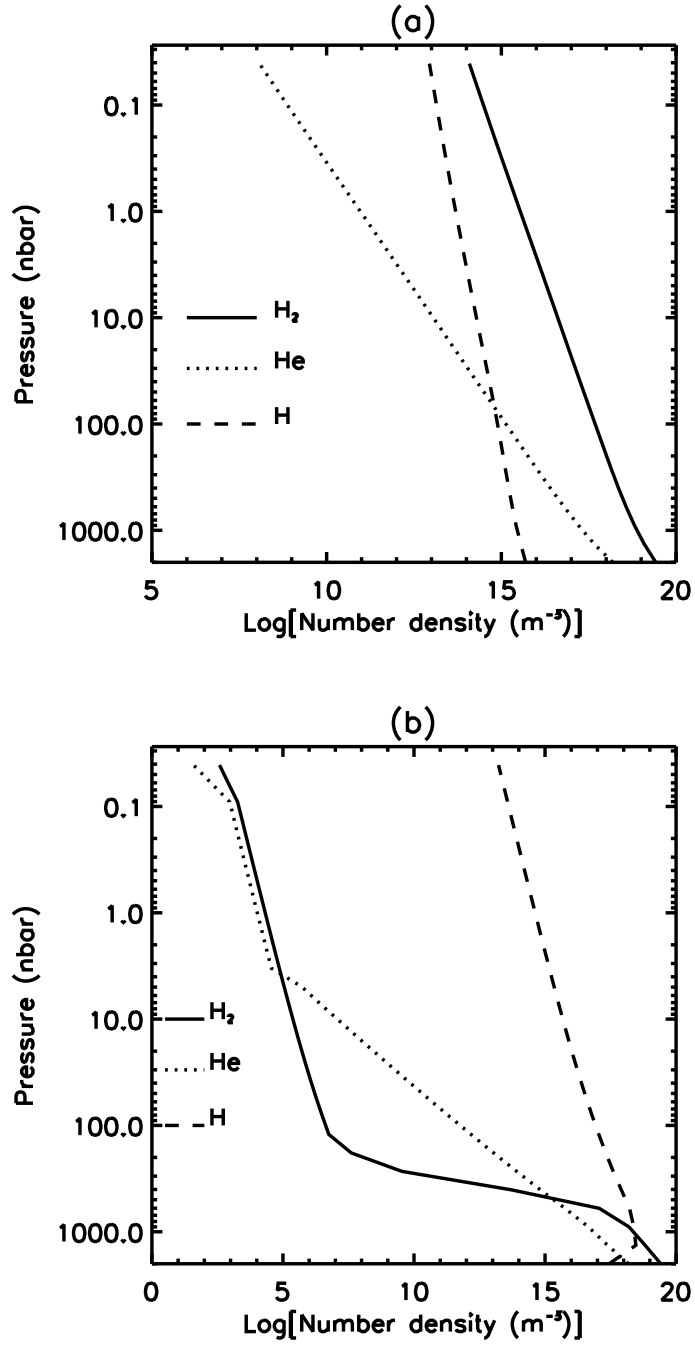 (a)
0.1
1.0
10.0
100.0
1000.0
Pressure (nbar)
H₂
He
H
5 10 15 20
Log[Number density (m⁻³)]
(b)
0.1
1.0
10.0
100.0
1000.0
Pressure (nbar)
H₂
He
H
0 5 10 15 20
Log[Number density (m⁻³)]